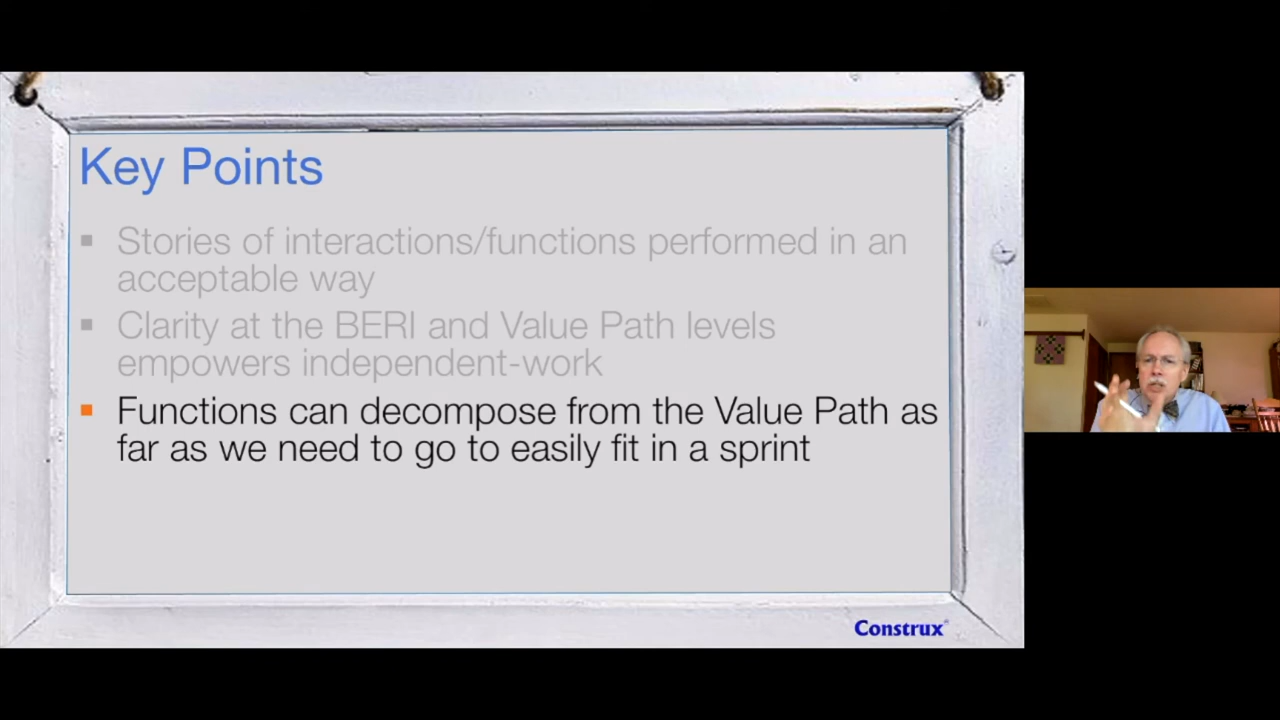 Key Points
Stories of interactions/functions performed in an
acceptable way
Clarity at the BERI and Value Path levels
empowers independent-work
Functions can decompose from the Value Path as
far as we need to go to easily fit in a sprint
Construx